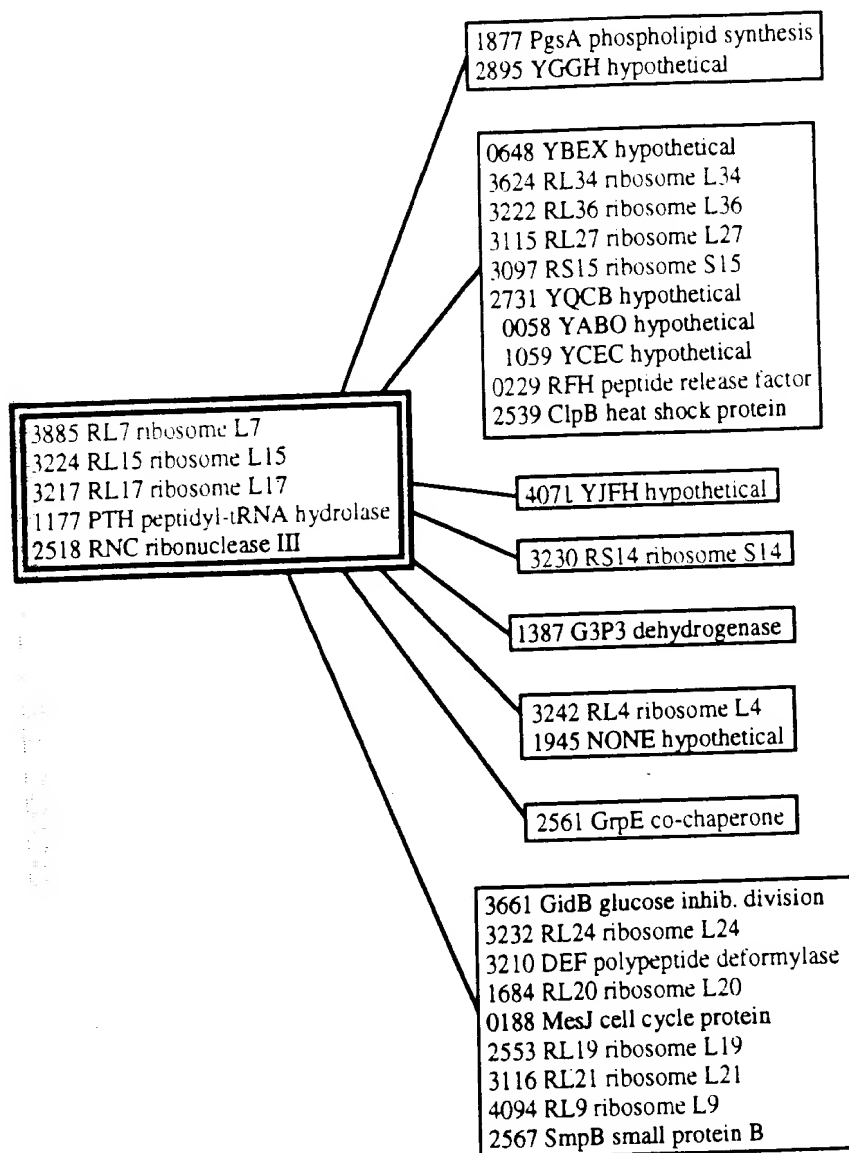 1877 PgsA phospholipid synthesis
2895 YGGH hypothetical
0648 YBEX hypothetical
3624 RL34 ribosome L34
3222 RL36 ribosome L36
3115 RL27 ribosome L27
3097 RS15 ribosome S15
2731 YQCB hypothetical
0058 YABO hypothetical
1059 YCEC hypothetical
0229 RFH peptide release factor
2539 ClpB heat shock protein
3885 RL7 ribosome L7
3224 RL15 ribosome L15
3217 RL17 ribosome L17
1177 PTH peptidyl-tRNA hydrolase
2518 RNC ribonuclease III
4071 YJFH hypothetical
3230 RS14 ribosome S14
1387 G3P3 dehydrogenase
3242 RL4 ribosome L4
1945 NONE hypothetical
2561 GrpE co-chaperone
3661 GidB glucose inhib. division
3232 RL24 ribosome L24
3210 DEF polypeptide deformylase
1684 RL20 ribosome L20
0188 MesJ cell cycle protein
2553 RL19 ribosome L19
3116 RL21 ribosome L21
4094 RL9 ribosome L9
2567 SmpB small protein B